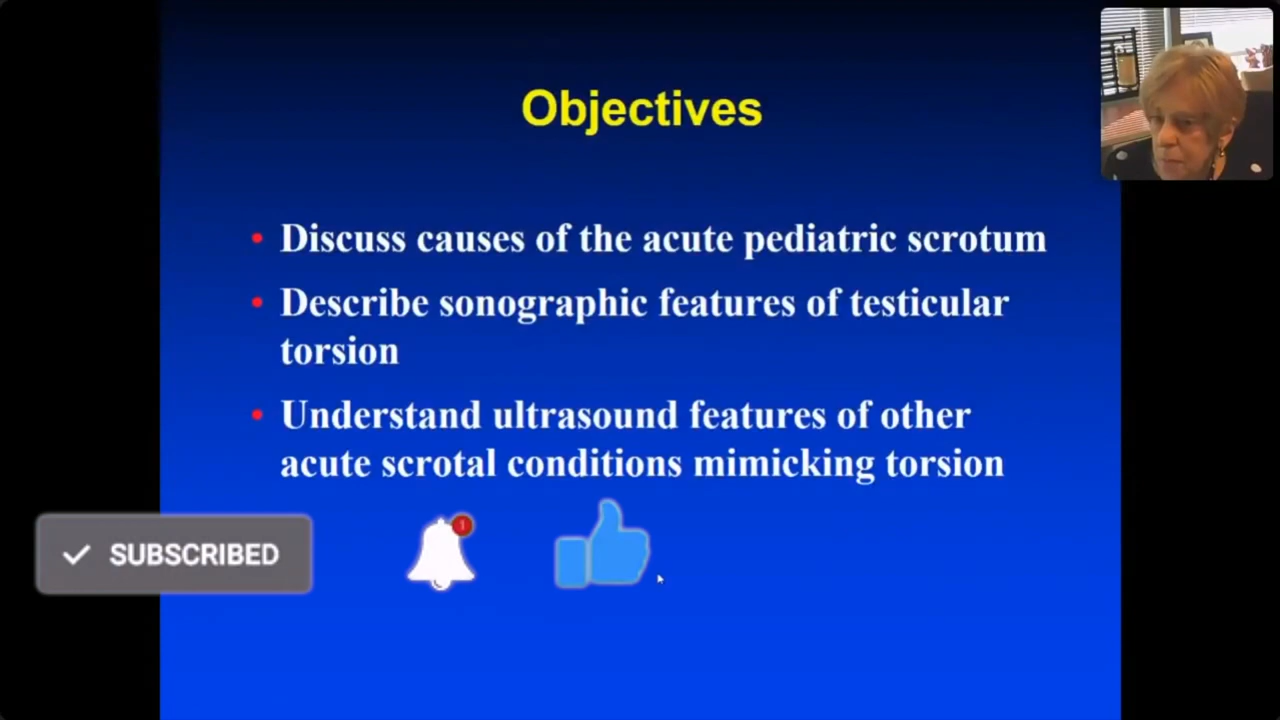 Objectives
• Discuss causes of the acute pediatric scrotum
• Describe sonographic features of testicular
torsion
• Understand ultrasound features of other
acute scrotal conditions mimicking torsion
SUBSCRIBED
1